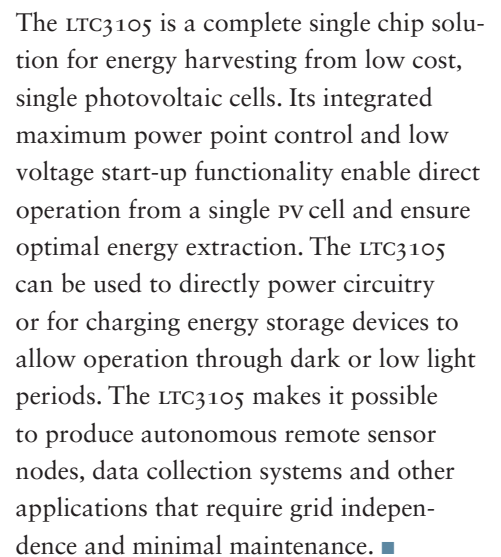 The LTC3105 is a complete single chip solu-
tion for energy harvesting from low cost,
single photovoltaic cells. Its integrated
maximum power point control and low
voltage start-up functionality enable direct
operation from a single PV cell and ensure
optimal energy extraction. The LTC3105
can be used to directly power circuitry
or for charging energy storage devices to
allow operation through dark or low light
periods. The LTC3105 makes it possible
to produce autonomous remote sensor
nodes, data collection systems and other
applications that require grid indepen-
dence and minimal maintenance. ■